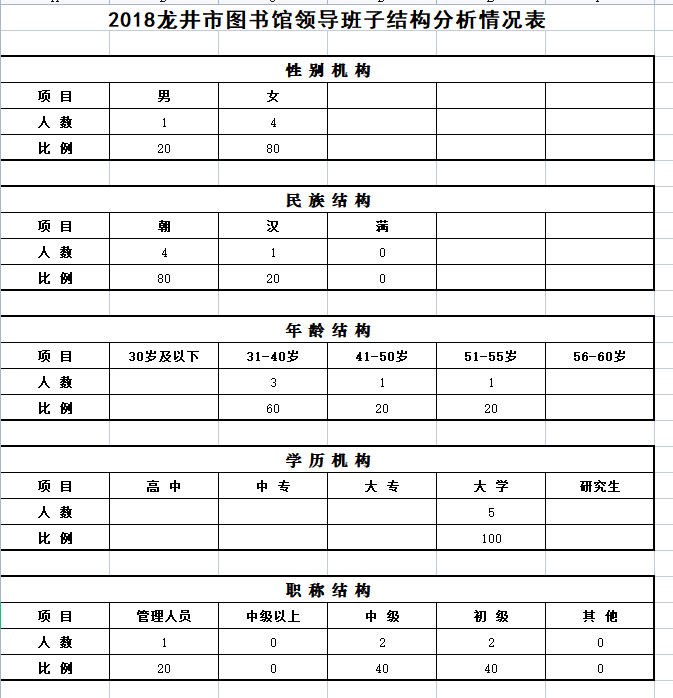 2018龙井市图书馆领导班子结构分析情况表
性 别 机 构
项 目 男 女
人 数 1 4
比 例 20 80
民 族 结 构
项 目 朝 汉 满
人 数 4 1 0
比 例 80 20 0
年 龄 结 构
项 目 30岁及以下 31-40岁 41-50岁 51-55岁 56-60岁
人 数 3 1 1
比 例 60 20 20
学 历 机 构
项 目 高 中 中 专 大 专 大 学 研究生
人 数 5
比 例 100
职 称 结 构
项 目 管理人员 中级以上 中 级 初 级 其 他
人 数 1 0 2 2 0
比 例 20 0 40 40 0